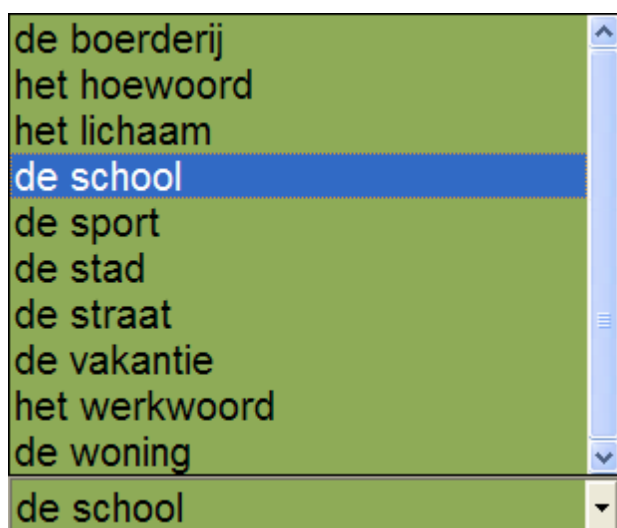 de boerderij
het hoewoord
het lichaam
de school
de sport
de stad
de straat
de vakantie
het werkwoord
de woning
de school